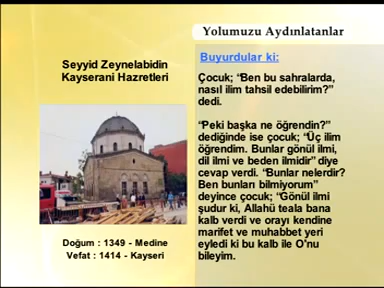 Yolumuzu Aydınlatanlar
Seyyid Zeynelabidin
Kayserani Hazretleri
Doğum : 1349 - Medine
Vefat : 1414 - Kayseri
Buyurdular ki:
Çocuk; “Ben bu sahralarda,
nasıl ilim tahsil edebilirim?”
dedi.
“Peki başka ne öğrendin?”
dediğinde ise çocuk; “Üç ilim
öğrendim. Bunlar gönül ilmi,
dil ilmi ve beden ilmidir” diye
cevap verdi. “Bunlar nelerdir?
Ben bunları bilmiyorum”
deyince çocuk; “Gönül ilmi
şudur ki, Allahü teala bana
kalb verdi ve orayı kendine
marifet ve muhabbet yeri
eyledi ki bu kalb ile O'nu
bileyim.